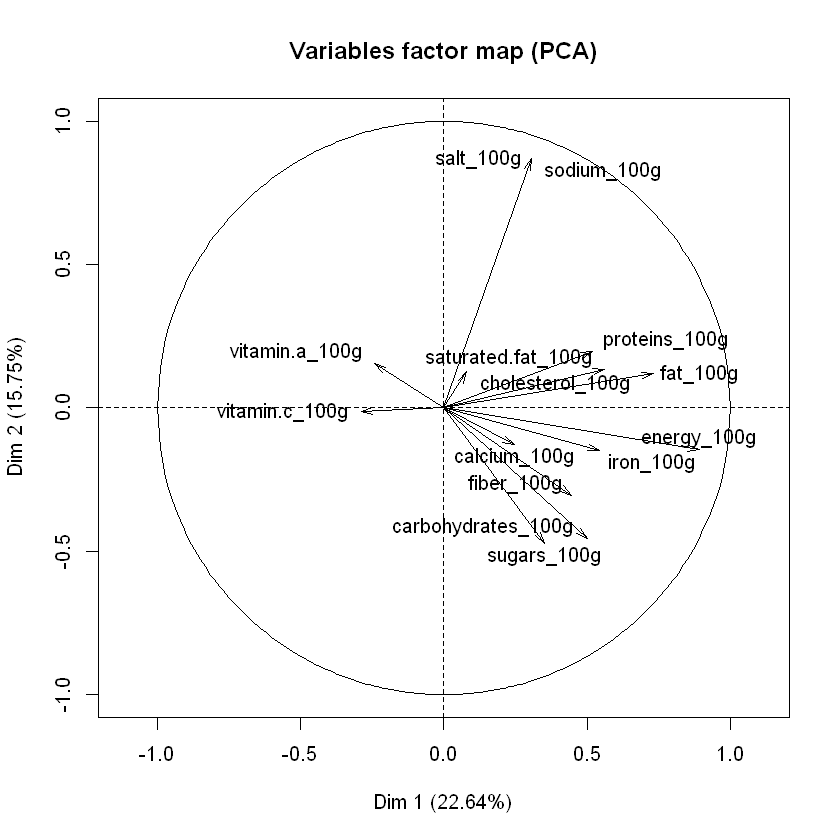 Variables factor map (PCA)
1.0
salt_100g
sodium_100g
0.5
proteins_100g
vitamin.a_100g
saturated.fat_100g
fat_100g
cholesterol_100g
0.0
vitamin.c_100g
energy_100g
calcium_100g
iron_100g
fiber_100g
carbohydrates_100g
-0.5
sugars_100g
-1.0
Dim 2 (15.75%)
-1.0 -0.5 0.0 0.5 1.0
Dim 1 (22.64%)